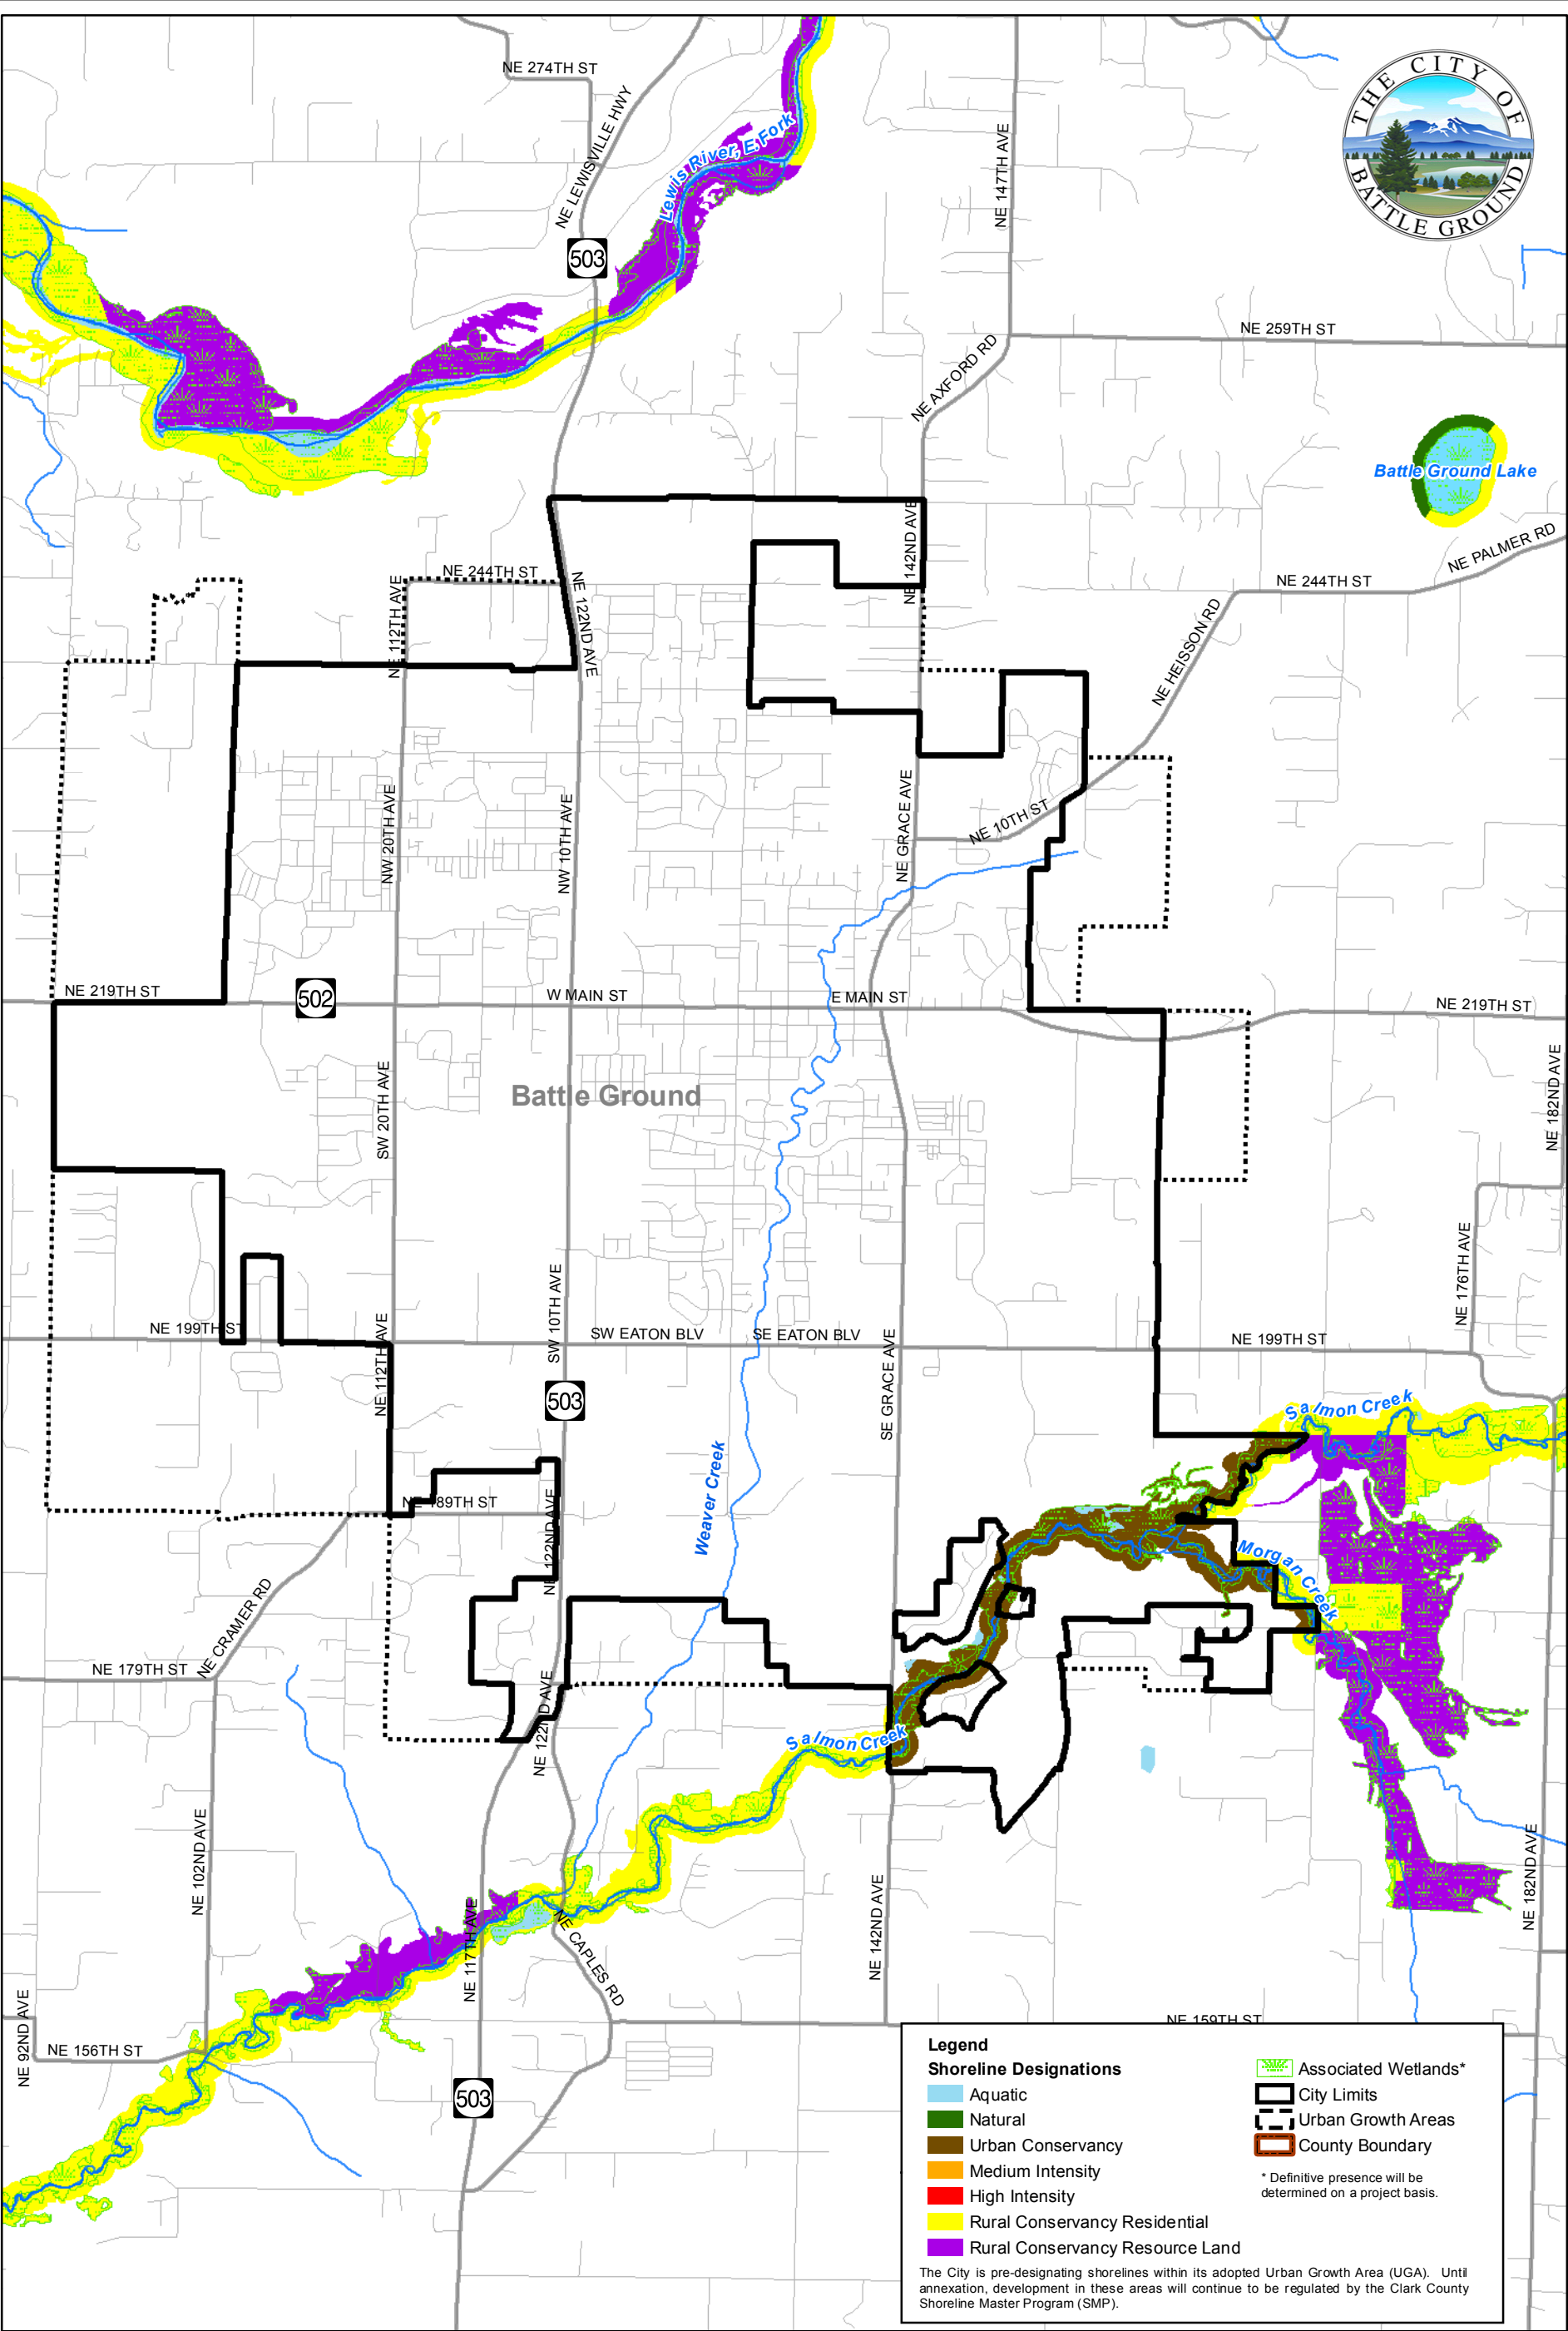 THE CITY OF
BATTLE GROUND
NE 274TH ST
NE LEWISVILLE HWY
Lewis River, E Fork
NE 147TH AVE
503
NE 259TH ST
NE AXFORD RD
Battle Ground Lake
NE PALMER RD
NE 142ND AVE
NE 244TH ST
NE 122ND AVE
NE 244TH ST
NE 112TH AVE
NE HEISSON RD
NW 20TH AVE
NW 10TH AVE
NE GRACE AVE
NE 10TH ST
NE 219TH ST
502
W MAIN ST
E MAIN ST
NE 219TH ST
NE 182ND AVE
SW 20TH AVE
Battle Ground
NE 176TH AVE
SW 10TH AVE
NE 199TH ST
SW EATON BLV
SE EATON BLV
NE 199TH ST
NE 112TH AVE
503
SE GRACE AVE
Salmon Creek
Weaver Creek
NE 189TH ST
NE 122ND AVE
Morgan Creek
NE CRAMER RD
NE 179TH ST
NE 122ND AVE
Salmon Creek
NE 102ND AVE
NE 117TH AVE
NE CAPLES RD
NE 142ND AVE
NE 182ND AVE
NE 92ND AVE
NE 156TH ST
NE 159TH ST
503
Legend
Shoreline Designations
Aquatic
Natural
Urban Conservancy
Medium Intensity
High Intensity
Rural Conservancy Residential
Rural Conservancy Resource Land
Associated Wetlands*
City Limits
Urban Growth Areas
County Boundary
* Definitive presence will be
determined on a project basis.
The City is pre-designating shorelines within its adopted Urban Growth Area (UGA). Until
annexation, development in these areas will continue to be regulated by the Clark County
Shoreline Master Program (SMP).